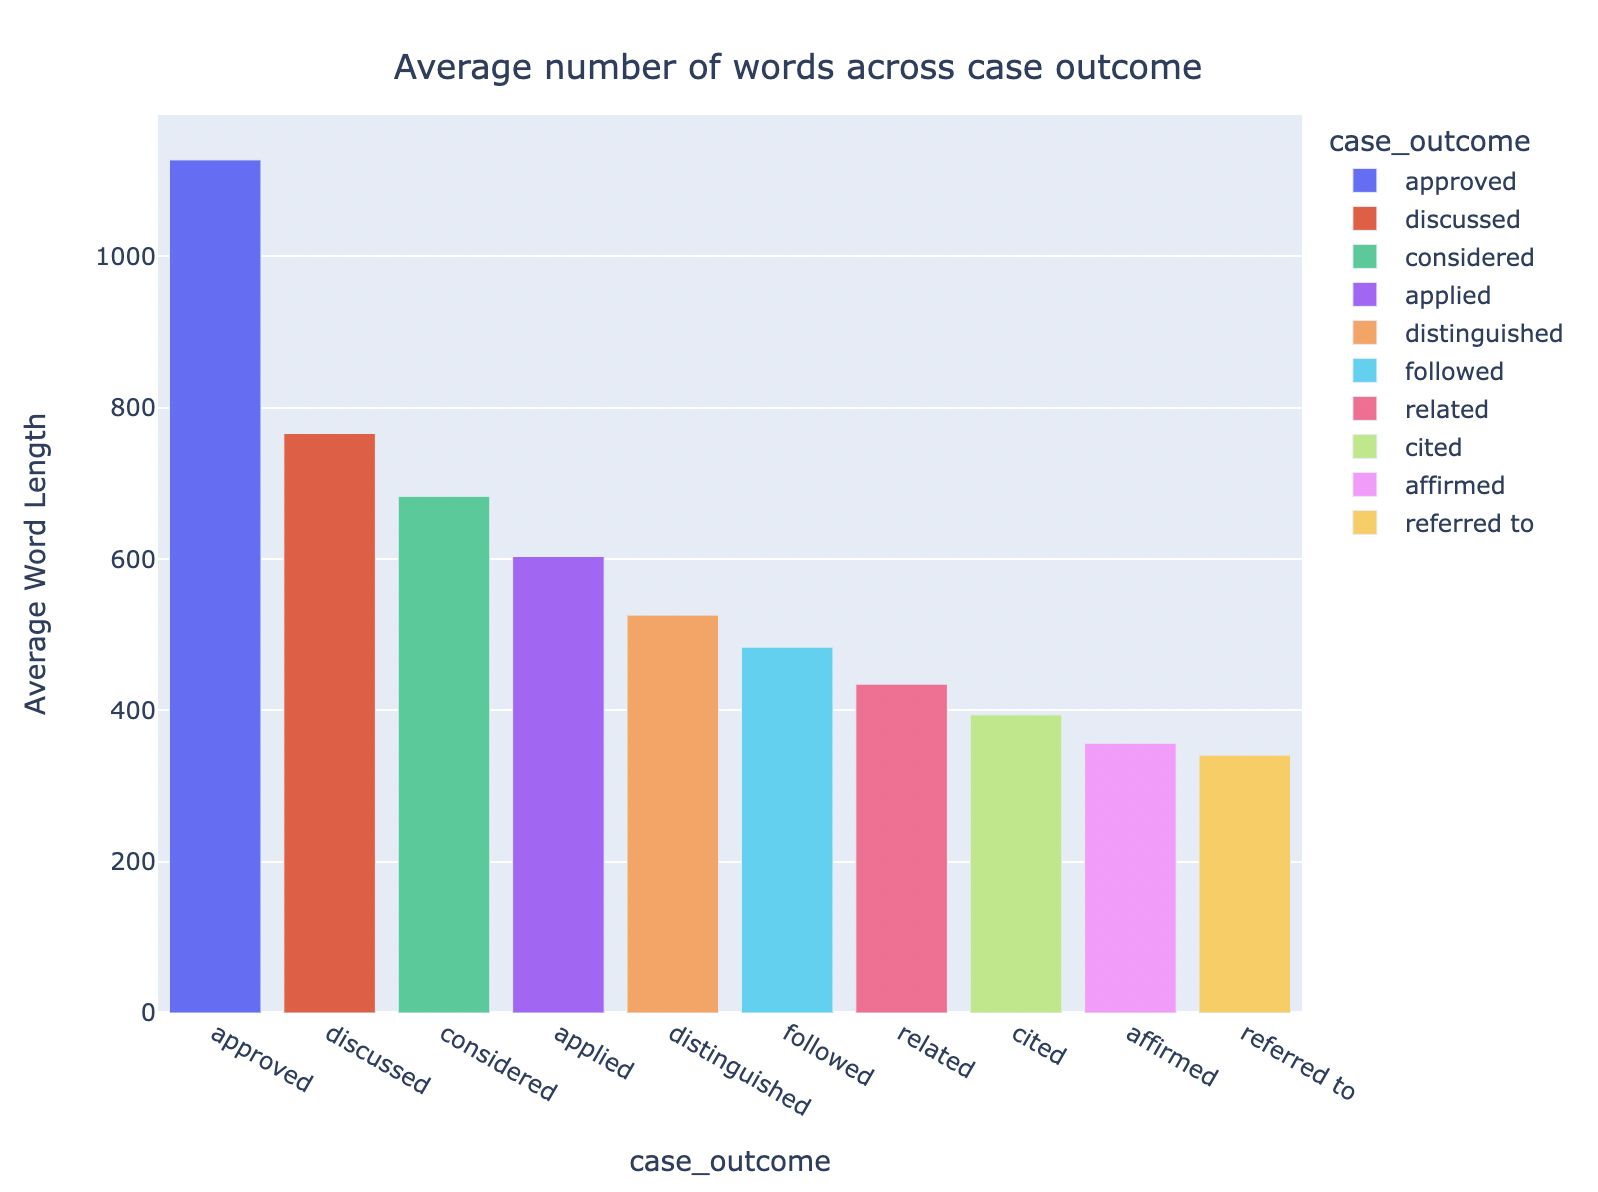 Average number of words across case outcome
case_outcome
approved
discussed
considered
applied
distinguished
followed
related
cited
affirmed
referred to
Average Word Length
1000
800
600
400
200
0
approved
discussed
considered
applied
distinguished
followed
related
cited
affirmed
referred to
case_outcome